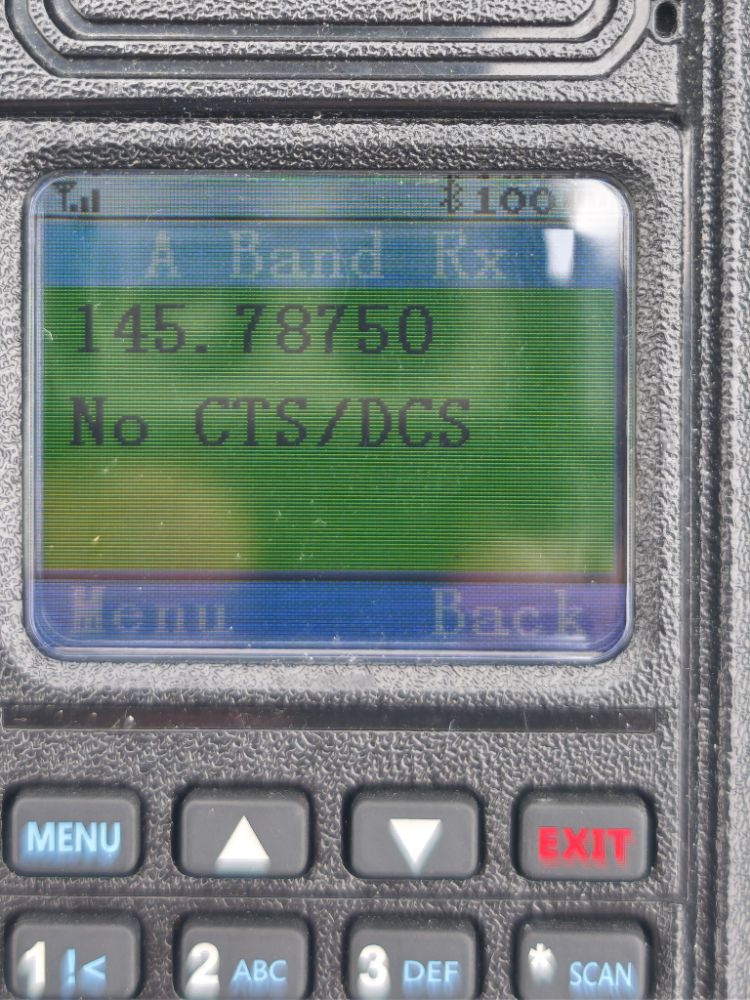 100
A Band Rx
145.78750
No CTS/DCS
Menu Back
MENU EXIT
1 !< 2 ABC 3 DEF * SCAN